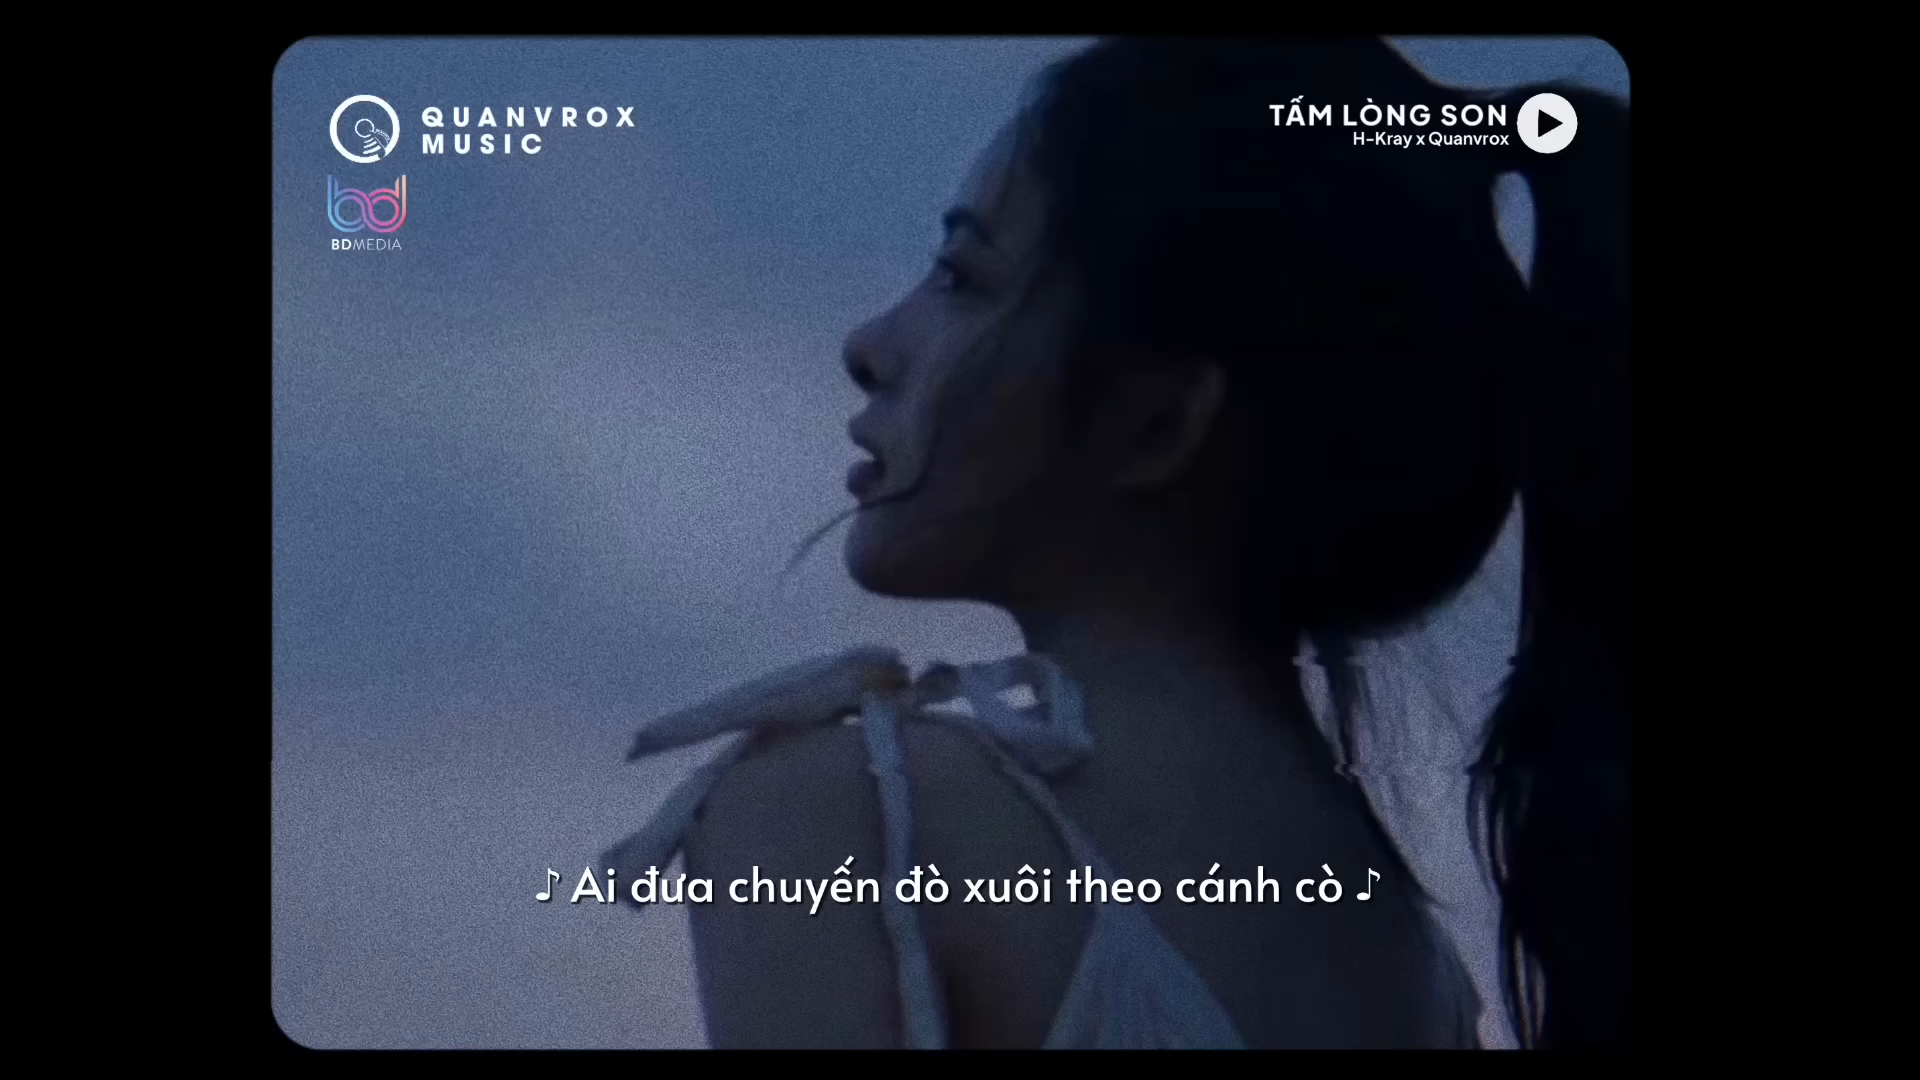 QUANVROX
MUSIC
BDMEDIA
TẤM LÒNG SON
H-Kray x Quanvrox
♪ Ai đưa chuyến đò xuôi theo cánh cò ♪